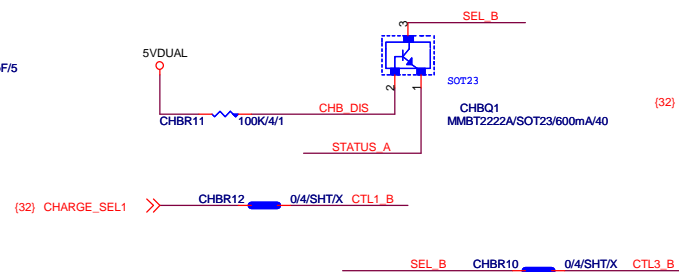 SEL_B
3
5VDUAL
F/5
SOT23
2
1
CHB_DIS
CHBQ1
{32}
CHBR11 100K/4/1
MMBT2222A/SOT23/600mA/40
STATUS_A
CHBR12 0/4/SHT/X CTL1_B
{32} CHARGE_SEL1
SEL_B CHBR10 0/4/SHT/X CTL3_B